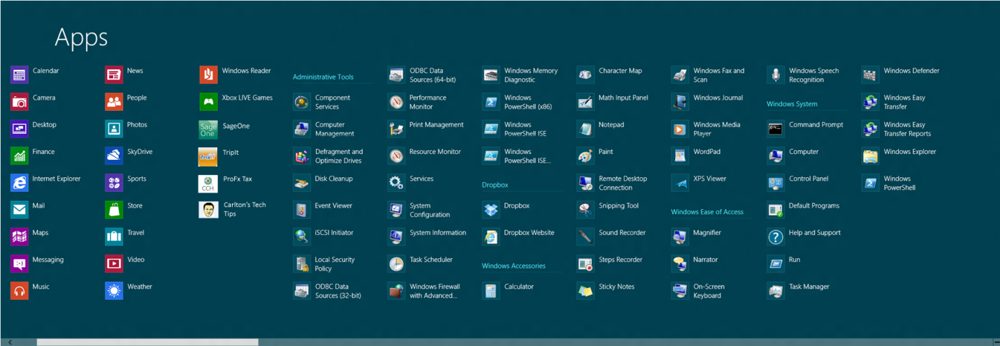 Apps
Calendar
Camera
Desktop
Finance
Internet Explorer
Mail
Maps
Messaging
Music
News
People
Photos
SkyDrive
Sports
Store
Travel
Video
Weather
Windows Reader
Xbox LIVE Games
Sage
One
SageOne
TripIt
TripIt
CCH
ProFx Tax
Carlton's Tech
Tips
Administrative Tools
Component
Services
Computer
Management
Defragment and
Optimize Drives
Disk Cleanup
Event Viewer
iSCSI Initiator
Local Security
Policy
ODBC Data
Sources (32-bit)
ODBC Data
Sources (64-bit)
Performance
Monitor
Print Management
Resource Monitor
Services
System
Configuration
System Information
Task Scheduler
Windows Firewall
with Advanced...
Windows Memory
Diagnostic
Windows
PowerShell (x86)
Windows
PowerShell ISE
Windows
PowerShell ISE...
Dropbox
Dropbox
Dropbox Website
Windows Accessories
Calculator
Character Map
Math Input Panel
Notepad
Paint
Remote Desktop
Connection
Snipping Tool
Sound Recorder
Steps Recorder
Sticky Notes
Windows Fax and
Scan
Windows Journal
Windows Media
Player
WordPad
XPS Viewer
Windows Ease of Access
Magnifier
Narrator
On-Screen
Keyboard
Windows Speech
Recognition
Windows System
Command Prompt
Computer
Control Panel
Default Programs
Help and Support
Run
Task Manager
Windows Defender
Windows Easy
Transfer
Windows Easy
Transfer Reports
Windows Explorer
Windows
PowerShell